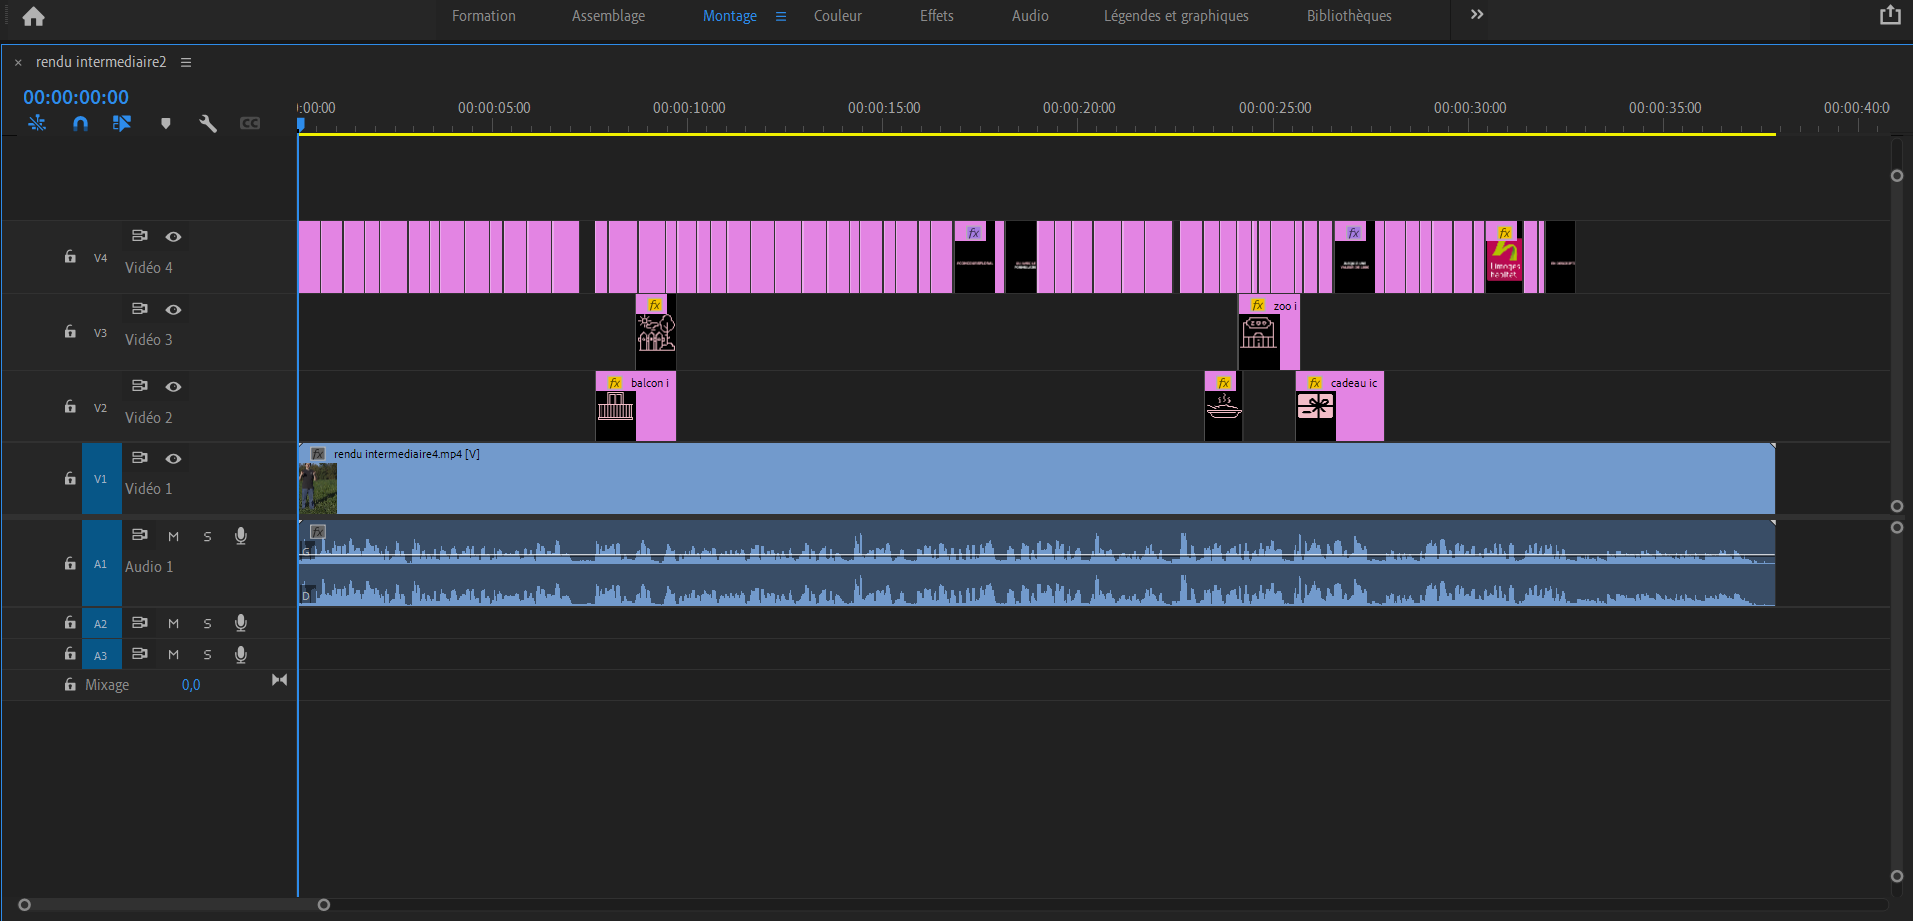 Formation Assemblage Montage Couleur Effets Audio Légendes et graphiques Bibliothèques
rendu intermediaire2
00:00:00:00
:00:00 00:00:05:00 00:00:10:00 00:00:15:00 00:00:20:00 00:00:25:00 00:00:30:00 00:00:35:00 00:00:40:0
CC
V4 Vidéo 4
fx fx fx
Limoges
habitat
V3 Vidéo 3
fx fx zoo i
ZOO
V2 Vidéo 2
fx balcon i fx fx cadeau ic
V1 Vidéo 1
fx rendu intermediaire4.mp4 [V]
A1 Audio 1 M S
fx
G
D
A2 M S
A3 M S
Mixage 0,0